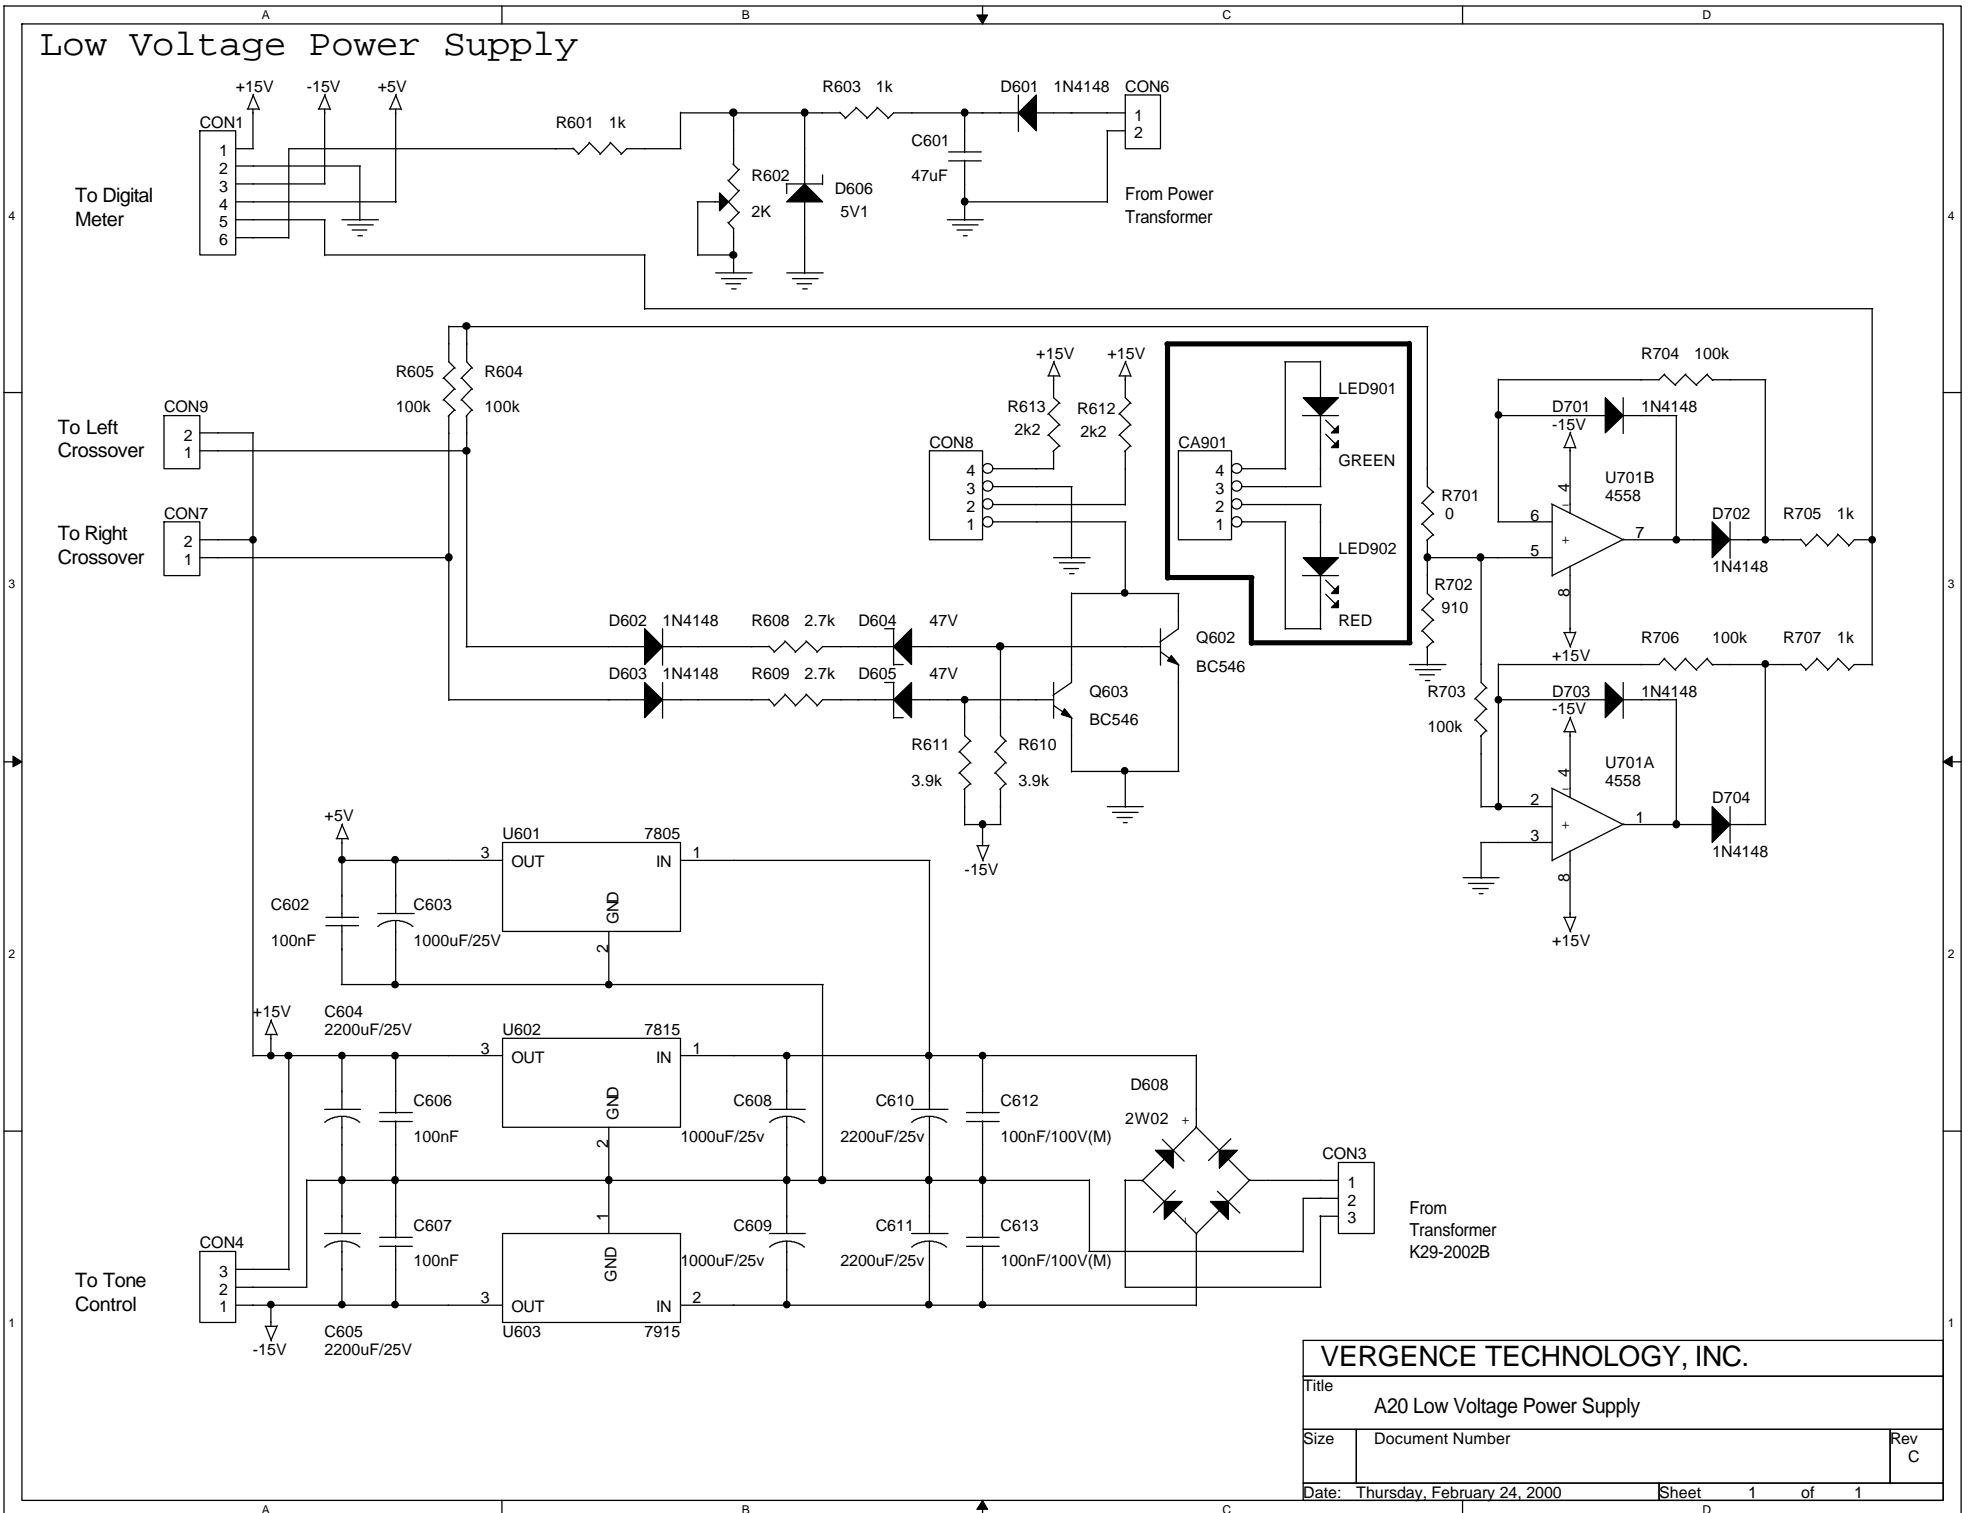 A B C D
Low Voltage Power Supply
+15V -15V +5V
R603 1k D601 1N4148 CON6
CON1 R601 1k
1
2
3
4
5
6
1
2
C601
47uF
R602
2K
D606
5V1
To Digital
Meter
From Power
Transformer
4 4
R605 R604
100k 100k
+15V +15V
R613 R612
2k2 2k2
LED901
GREEN
LED902
RED
R704 100k
D701 1N4148
-15V
To Left
Crossover
CON9
2
1
To Right
Crossover
CON7
2
1
CON8
4
3
2
1
CA901
4
3
2
1
R701
0
R702
910
U701B
4558
4
6
5
+
7
8
D702
1N4148
R705 1k
+15V
3 3
D602 1N4148 R608 2.7k D604 47V
D603 1N4148 R609 2.7k D605 47V
Q602
BC546
Q603
BC546
R611 R610
3.9k 3.9k
-15V
R706 100k R707 1k
R703
100k
D703 1N4148
-15V
U701A
4558
4
2
3
+
1
8
D704
1N4148
+15V
+5V
U601 7805
3 OUT IN 1
GND
2
C602
100nF
C603
1000uF/25V
2 2
+15V
C604
2200uF/25V
U602 7815
3 OUT IN 1
GND
2
C606
100nF
C608
1000uF/25v
C610
2200uF/25v
C612
100nF/100V(M)
D608
2W02 +
-
CON3
1
2
3
From
Transformer
K29-2002B
C607
100nF
1
GND
3 OUT IN 2
U603 7915
C609
1000uF/25v
C611
2200uF/25v
C613
100nF/100V(M)
CON4
3
2
1
To Tone
Control
-15V
C605
2200uF/25V
1 1
VERGENCE TECHNOLOGY, INC.
Title
A20 Low Voltage Power Supply
Size Document Number Rev
C
Date: Thursday, February 24, 2000 Sheet 1 of 1
A B C D